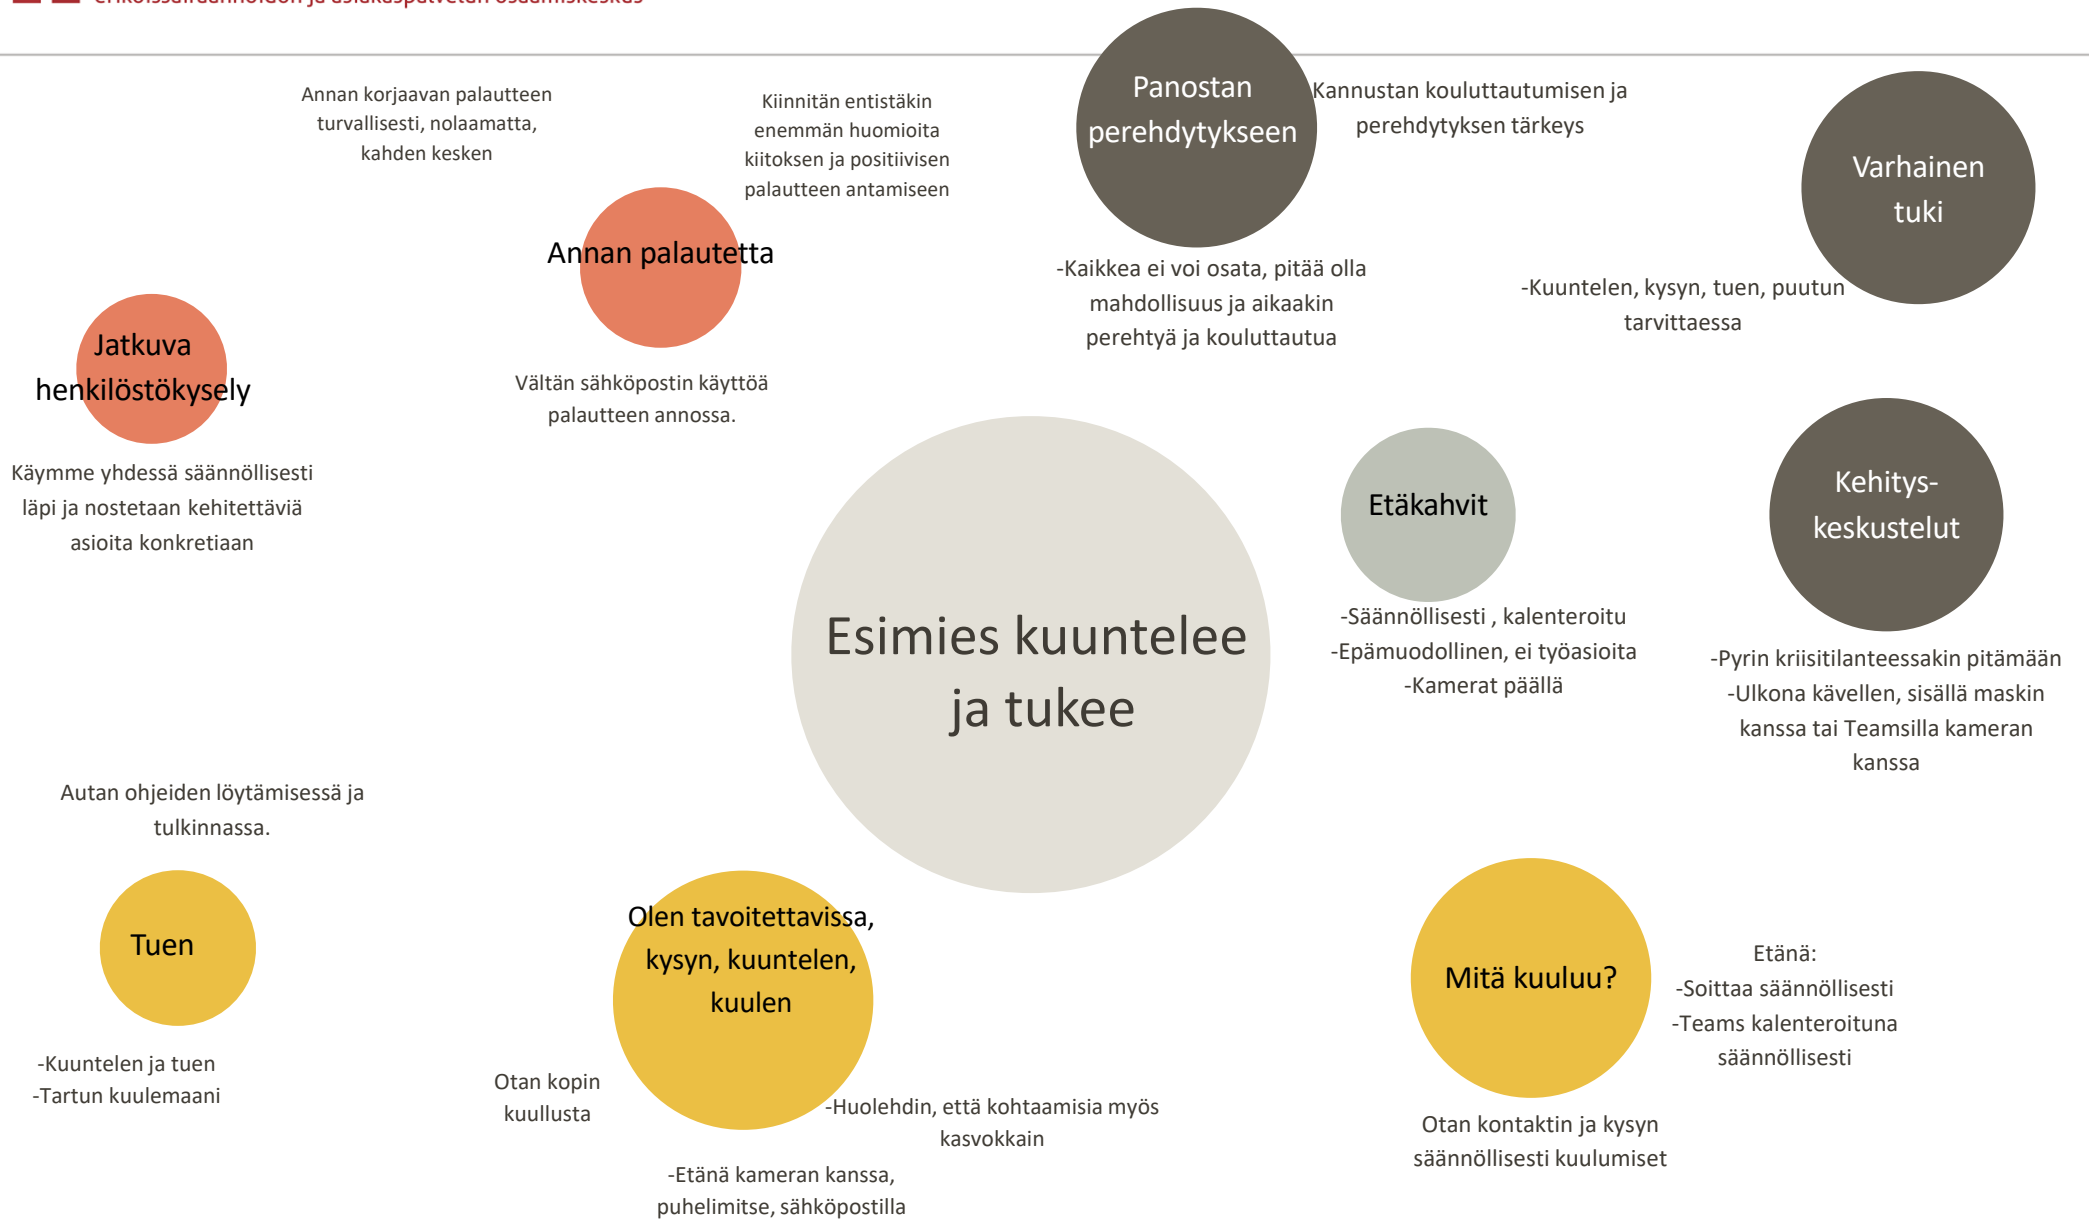 Annan korjaavan palautteen
turvallisesti, nolaamatta,
kahden kesken
Kiinnitän entistäkin
enemmän huomioita
kiitoksen ja positiivisen
palautteen antamiseen
Annan palautetta
Vältän sähköpostin käyttöä
palautteen annossa.
Panostan
perehdytykseen
Kannustan kouluttautumisen ja
perehdytyksen tärkeys
-Kaikkea ei voi osata, pitää olla
mahdollisuus ja aikaakin
perehtyä ja kouluttautua
Varhainen
tuki
-Kuuntelen, kysyn, tuen, puutun
tarvittaessa
Jatkuva
henkilöstökysely
Käymme yhdessä säännöllisesti
läpi ja nostetaan kehitettäviä
asioita konkretiaan
Esimies kuuntelee
ja tukee
Etäkahvit
-Säännöllisesti , kalenteroitu
-Epämuodollinen, ei työasioita
-Kamerat päällä
Kehitys-
keskustelut
-Pyrin kriisitilanteessakin pitämään
-Ulkona kävellen, sisällä maskin
kanssa tai Teamsilla kameran
kanssa
Autan ohjeiden löytämisessä ja
tulkinnassa.
Tuen
-Kuuntelen ja tuen
-Tartun kuulemaani
Olen tavoitettavissa,
kysyn, kuuntelen,
kuulen
Otan kopin
kuullusta
-Huolehdin, että kohtaamisia myös
kasvokkain
-Etänä kameran kanssa,
puhelimitse, sähköpostilla
Mitä kuuluu?
Etänä:
-Soittaa säännöllisesti
-Teams kalenteroituna
säännöllisesti
Otan kontaktin ja kysyn
säännöllisesti kuulumiset